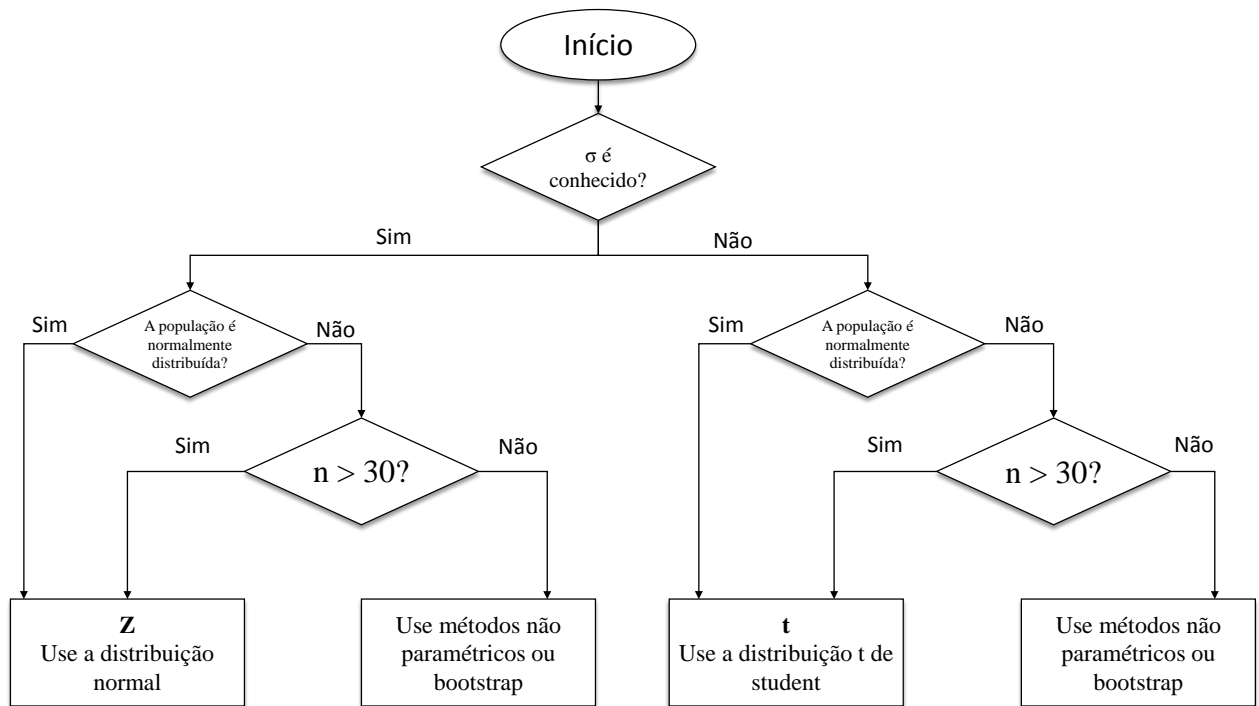 Início
σ é
conhecido?
Sim
Não
Sim
A população é
normalmente
distribuída?
Não
Sim
A população é
normalmente
distribuída?
Não
Sim
n > 30?
Não
Sim
n > 30?
Não
Z
Use a distribuição
normal
Use métodos não
paramétricos ou
bootstrap
t
Use a distribuição t de
student
Use métodos não
paramétricos ou
bootstrap